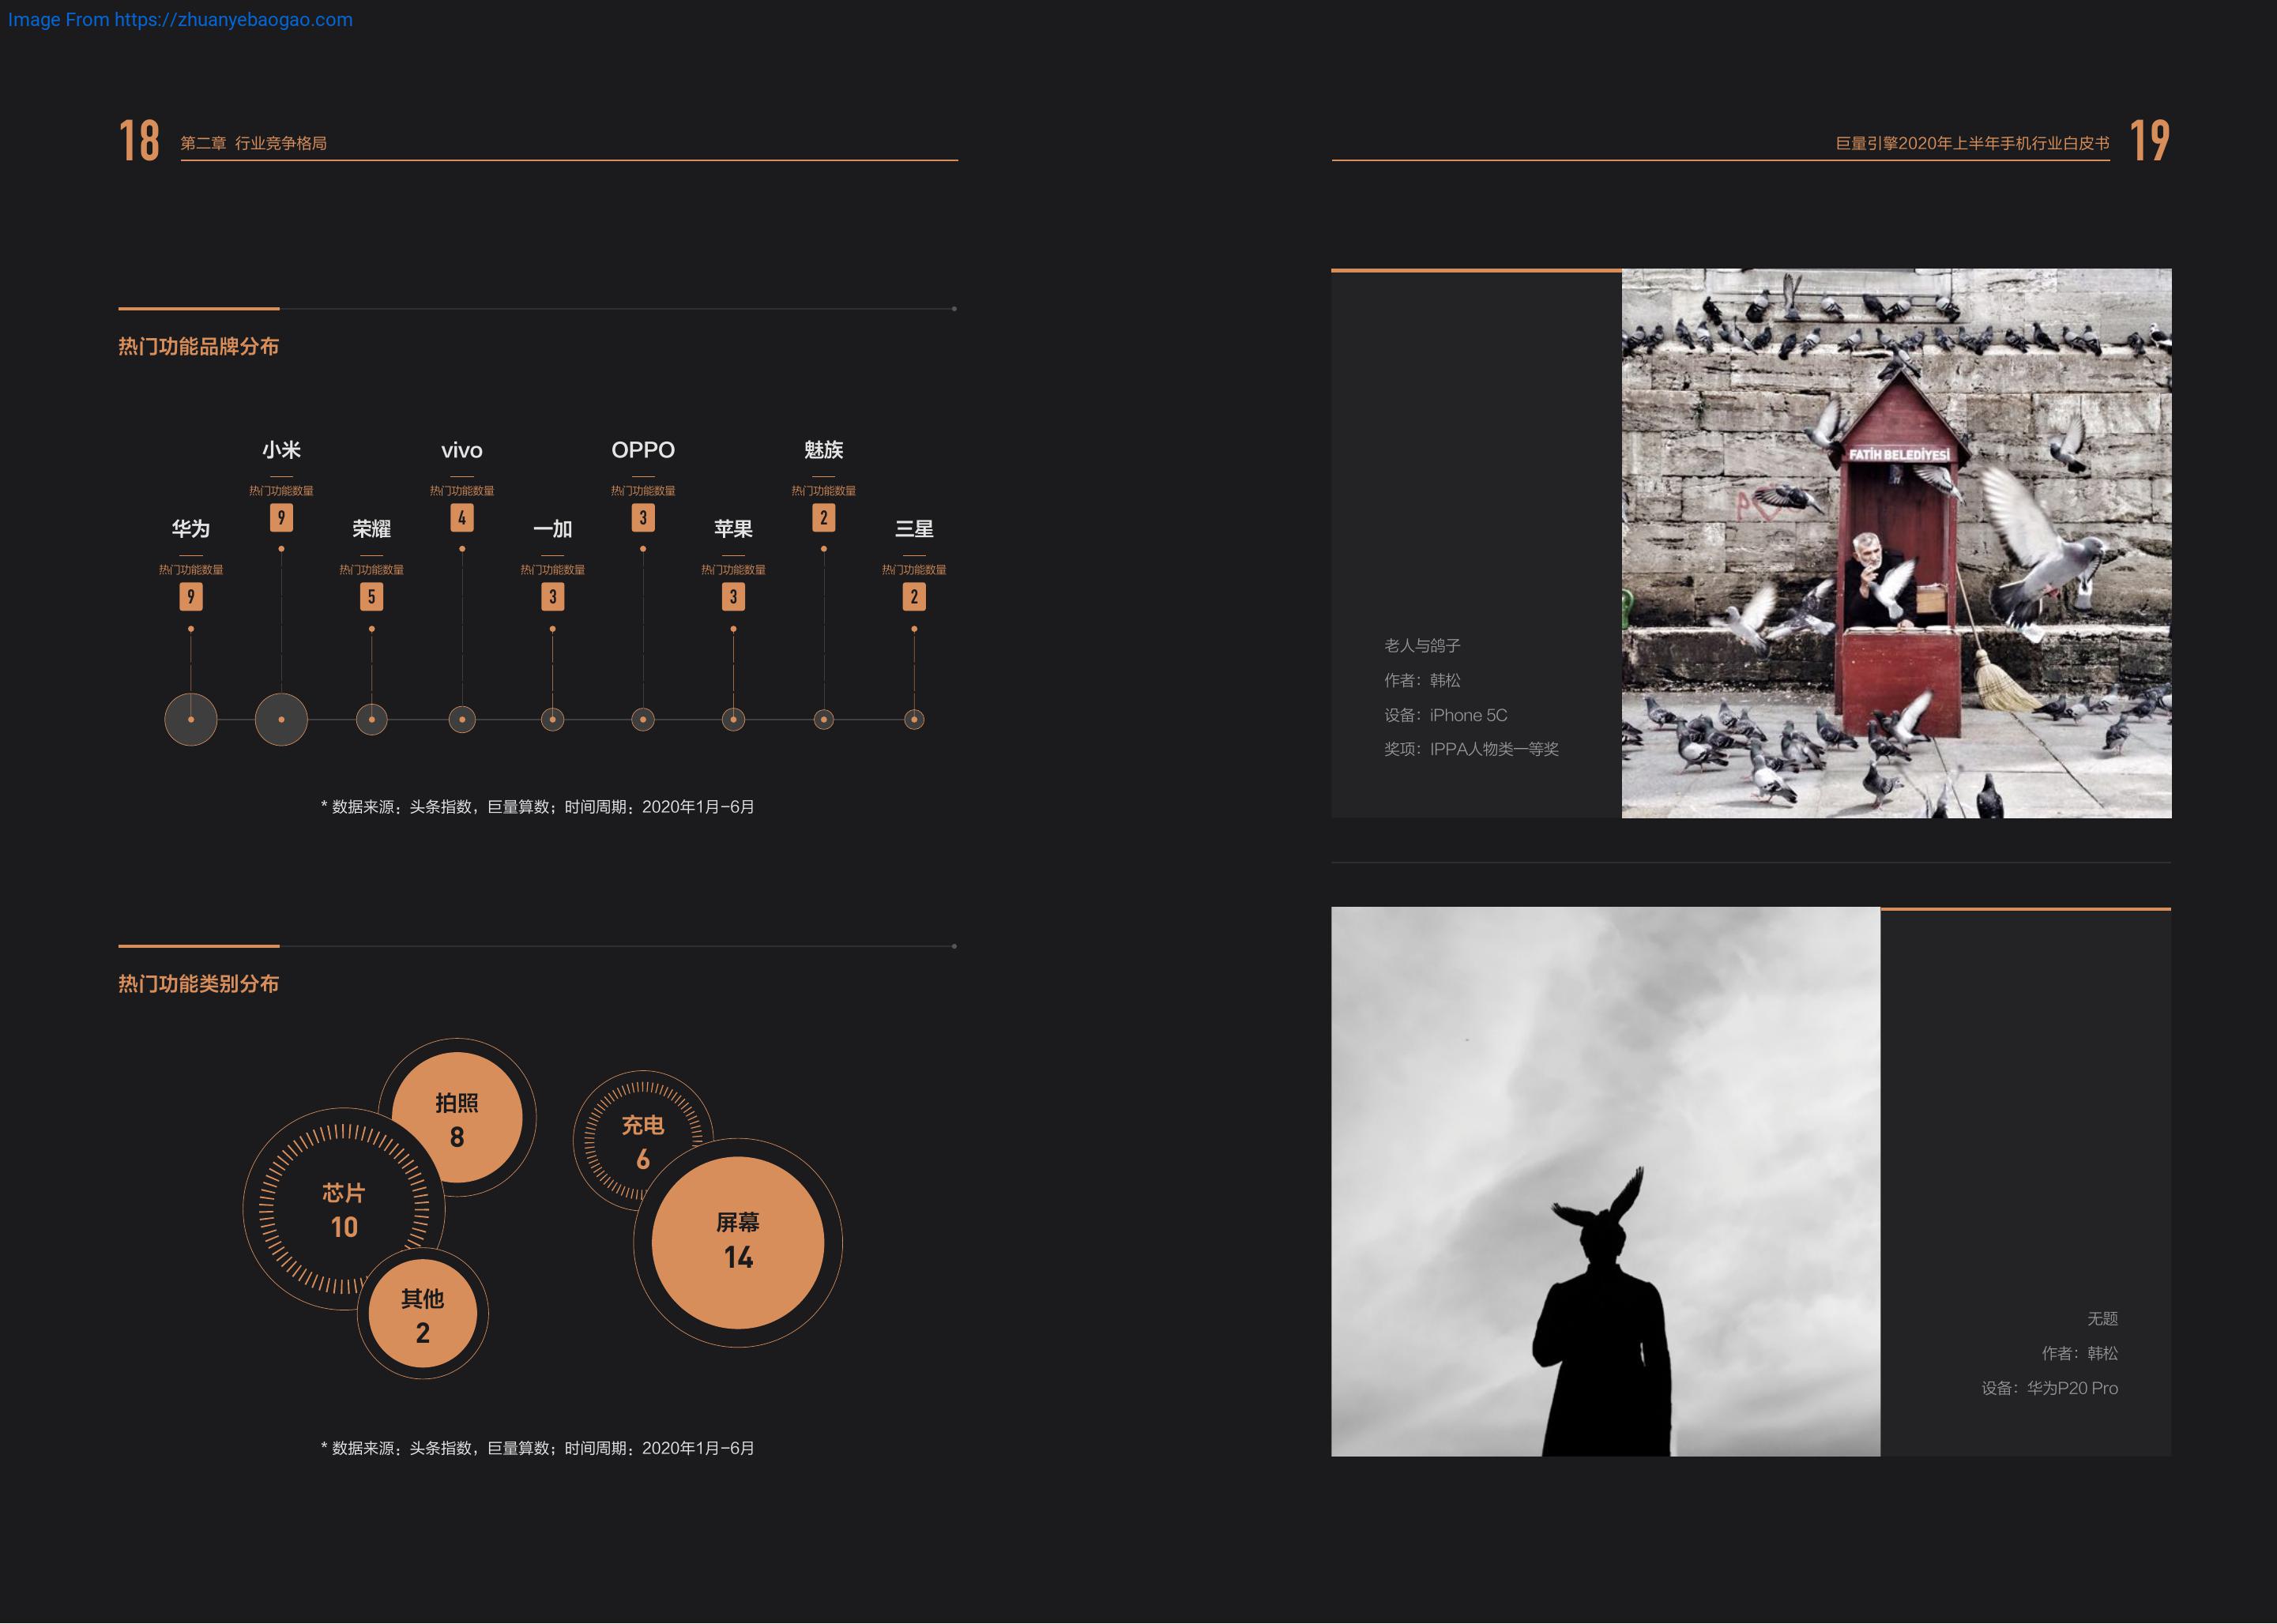 Image From https://zhuanyebaogao.com
18 第二章 行业竞争格局
巨量引擎2020年上半年手机行业白皮书 19
热门功能品牌分布
华为
热门功能数量
9
小米
热门功能数量
9
荣耀
热门功能数量
5
vivo
热门功能数量
4
一加
热门功能数量
3
OPPO
热门功能数量
3
苹果
热门功能数量
3
魅族
热门功能数量
2
三星
热门功能数量
2
* 数据来源：头条指数，巨量算数；时间周期：2020年1月-6月
热门功能类别分布
拍照
8
芯片
10
其他
2
充电
6
屏幕
14
* 数据来源：头条指数，巨量算数；时间周期：2020年1月-6月
FATİH BELEDİYESİ
老人与鸽子
作者：韩松
设备：iPhone 5C
奖项：IPPA人物类一等奖
无题
作者：韩松
设备：华为P20 Pro